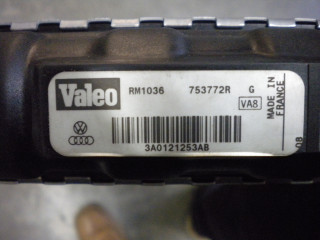 Valeo RM1036 753772R G
VA8
MADE IN FRANCE
3A0121253AB